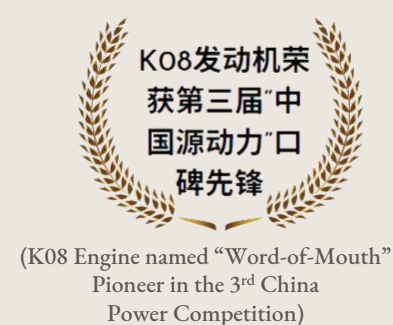 K08发动机荣
获第三届“中
国源动力”口
碑先锋
(K08 Engine named “Word-of-Mouth”
Pioneer in the 3rd China
Power Competition)